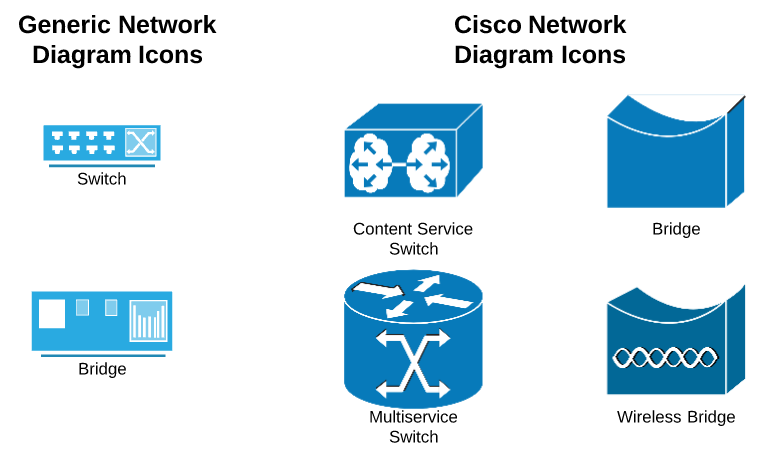 Generic Network
Diagram Icons
Cisco Network
Diagram Icons
Switch
Content Service
Switch
Bridge
Bridge
Multiservice
Switch
Wireless Bridge